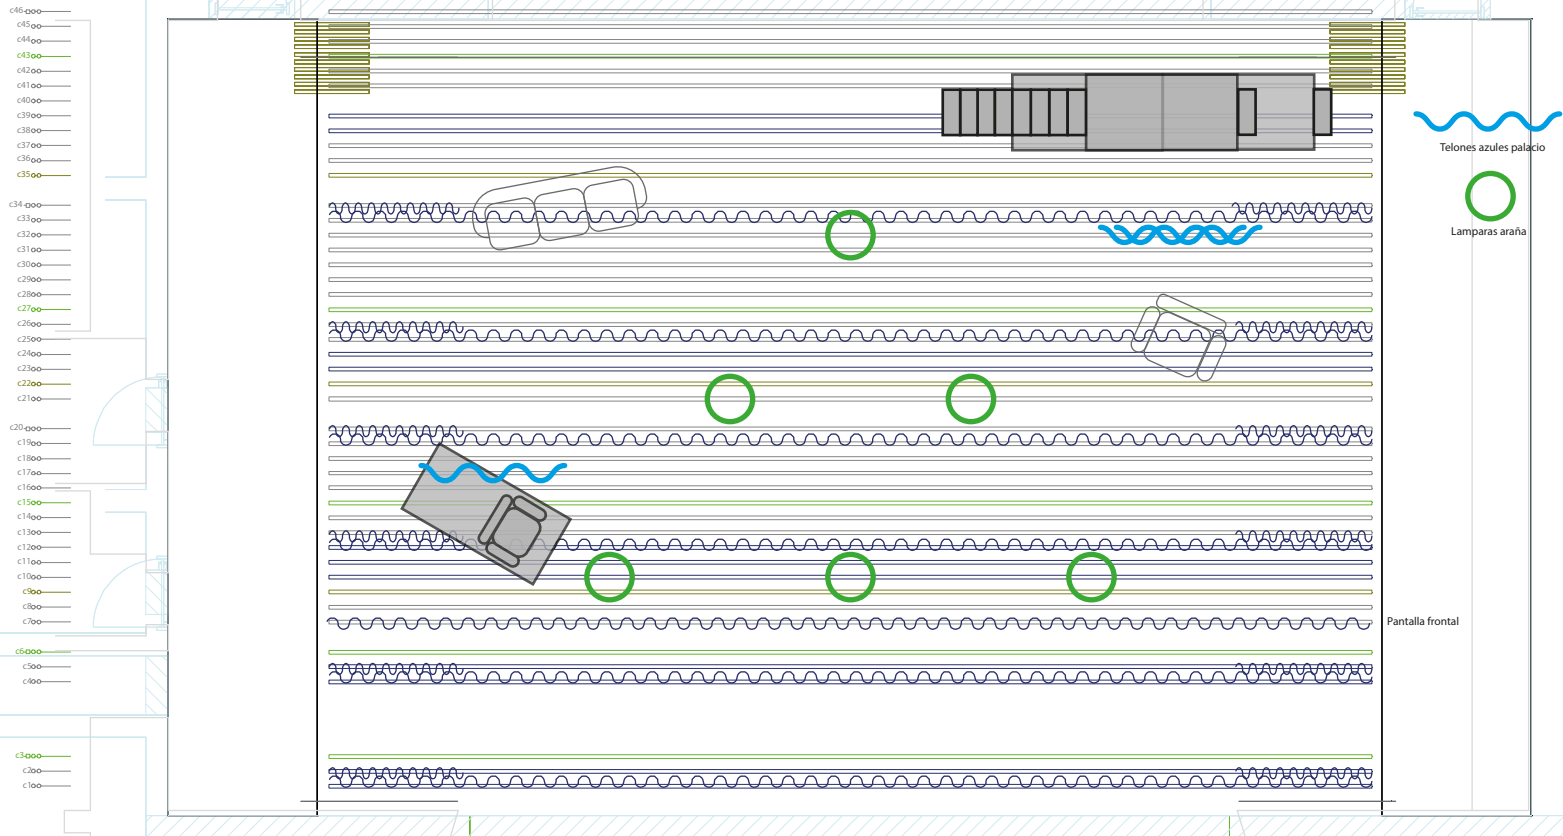 c46
c45
c44
c43
c42
c41
c40
c39
c38
c37
c36
c35
c34
c33
c32
c31
c30
c29
c28
c27
c26
c25
c24
c23
c22
c21
c20
c19
c18
c17
c16
c15
c14
c13
c12
c11
c10
c9
c8
c7
c6
c5
c4
c3
c2
c1
Telones azules palacio
Lamparas araña
Pantalla frontal